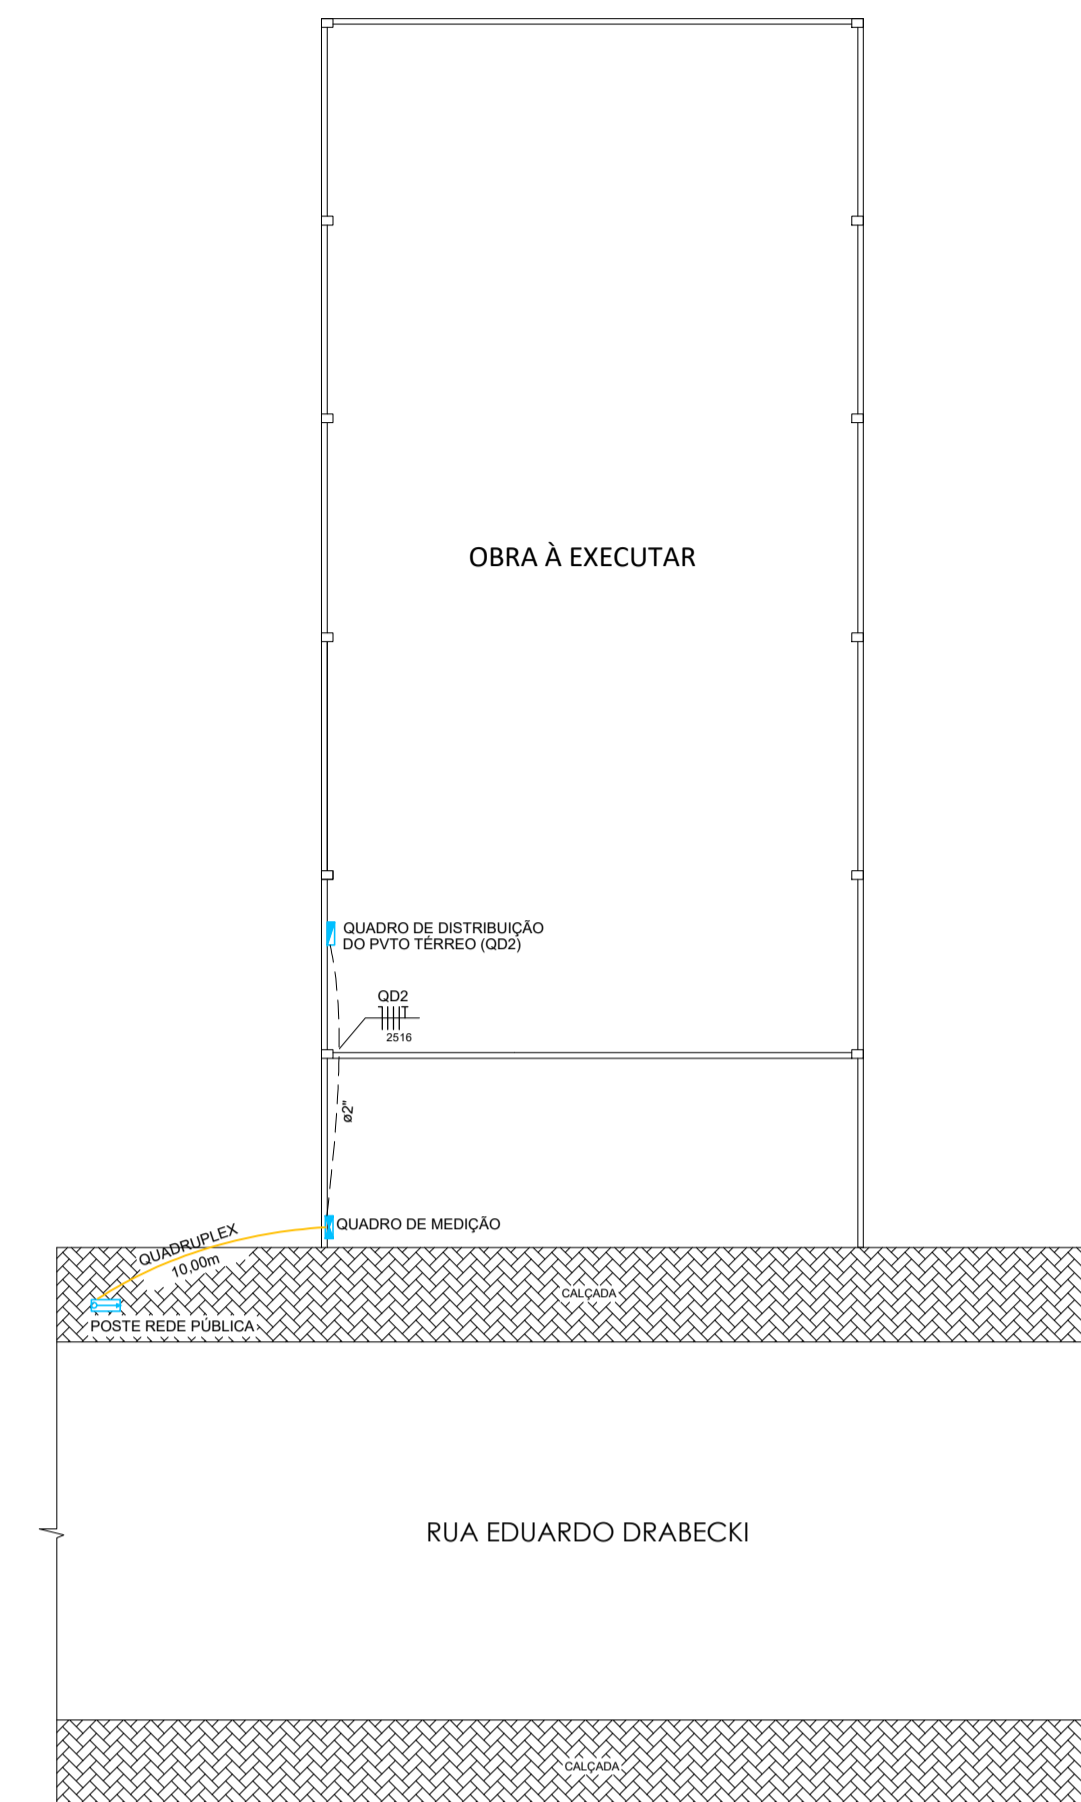 OBRA À EXECUTAR
QUADRO DE DISTRIBUIÇÃO
DO PVTO TÉRREO (QD2)
QD2
2516
ø2"
QUADRO DE MEDIÇÃO
QUADRUPLEX
10,00m
CALÇADA
POSTE REDE PÚBLICA
RUA EDUARDO DRABECKI
CALÇADA